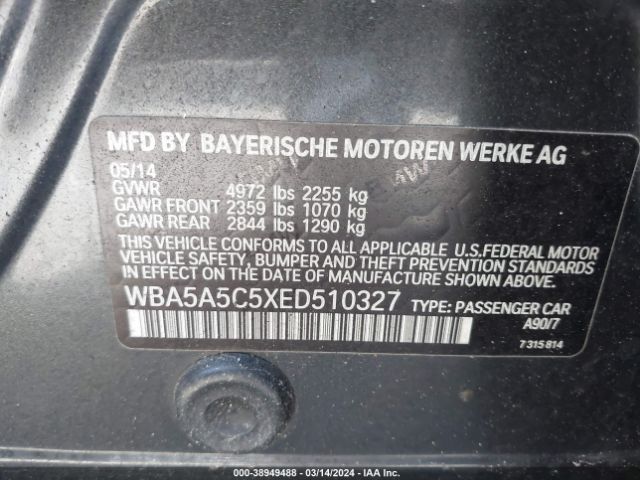 MFD BY BAYERISCHE MOTOREN WERKE AG
05/14
GVWR 4972 lbs 2255 kg
GAWR FRONT 2359 lbs 1070 kg
GAWR REAR 2844 lbs 1290 kg
THIS VEHICLE CONFORMS TO ALL APPLICABLE U.S.FEDERAL MOTOR
VEHICLE SAFETY, BUMPER AND THEFT PREVENTION STANDARDS
IN EFFECT ON THE DATE OF MANUFACTURE SHOWN ABOVE.
WBA5A5C5XED510327 TYPE: PASSENGER CAR
A90/7
7 315 814
000-38949488 - 03/14/2024 - IAA Inc.